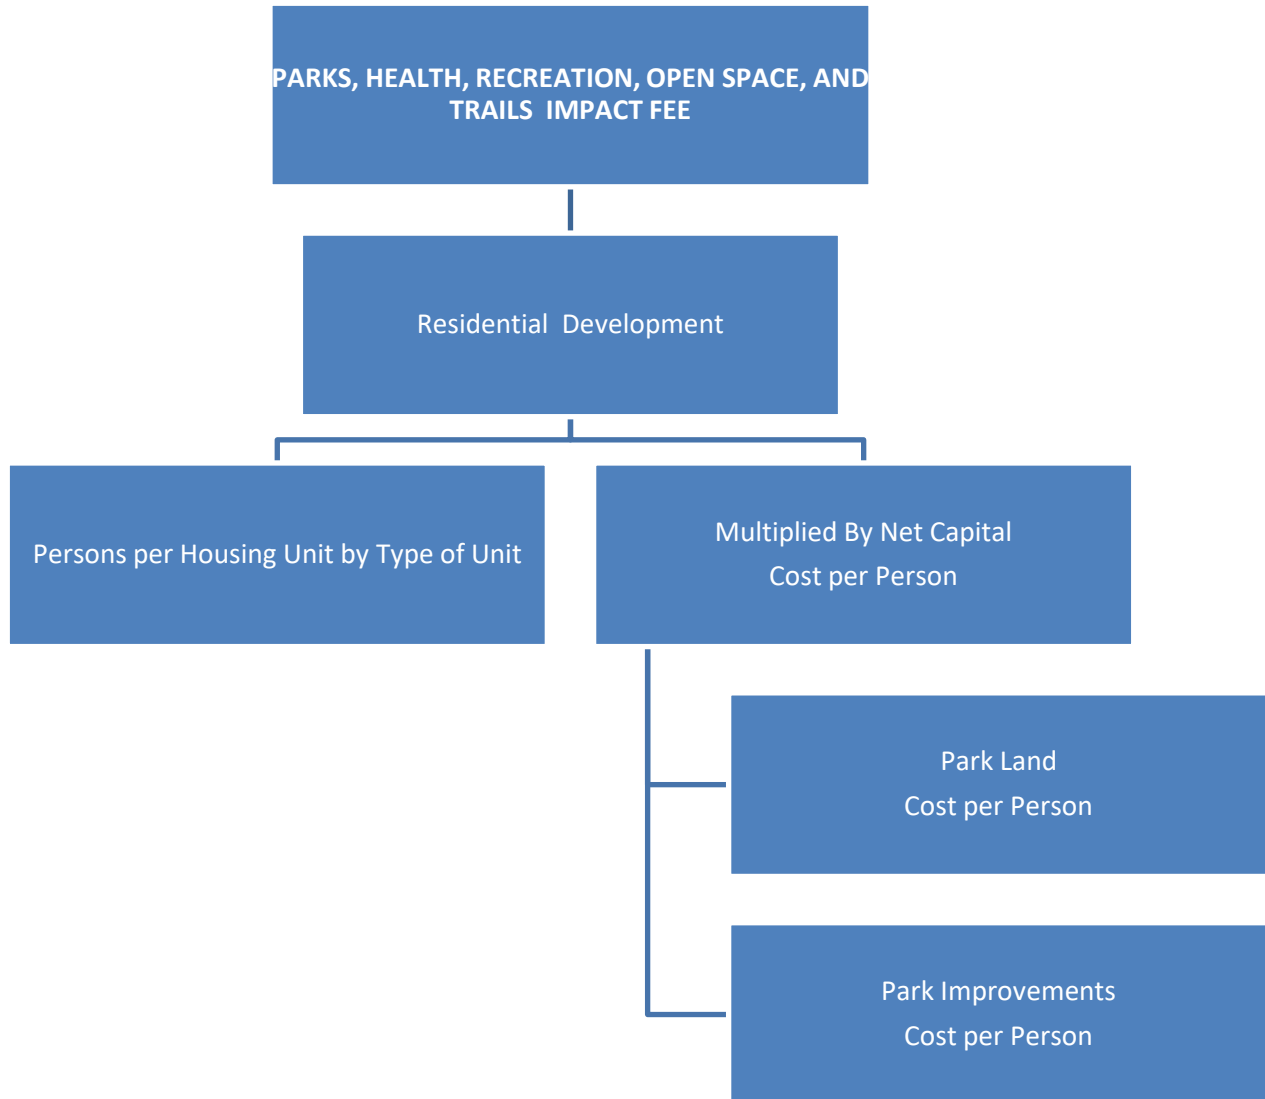 PARKS, HEALTH, RECREATION, OPEN SPACE, AND
TRAILS  IMPACT FEE
Residential  Development
Persons per Housing Unit by Type of Unit
Multiplied By Net Capital
Cost per Person
Park Land
Cost per Person
Park Improvements
Cost per Person